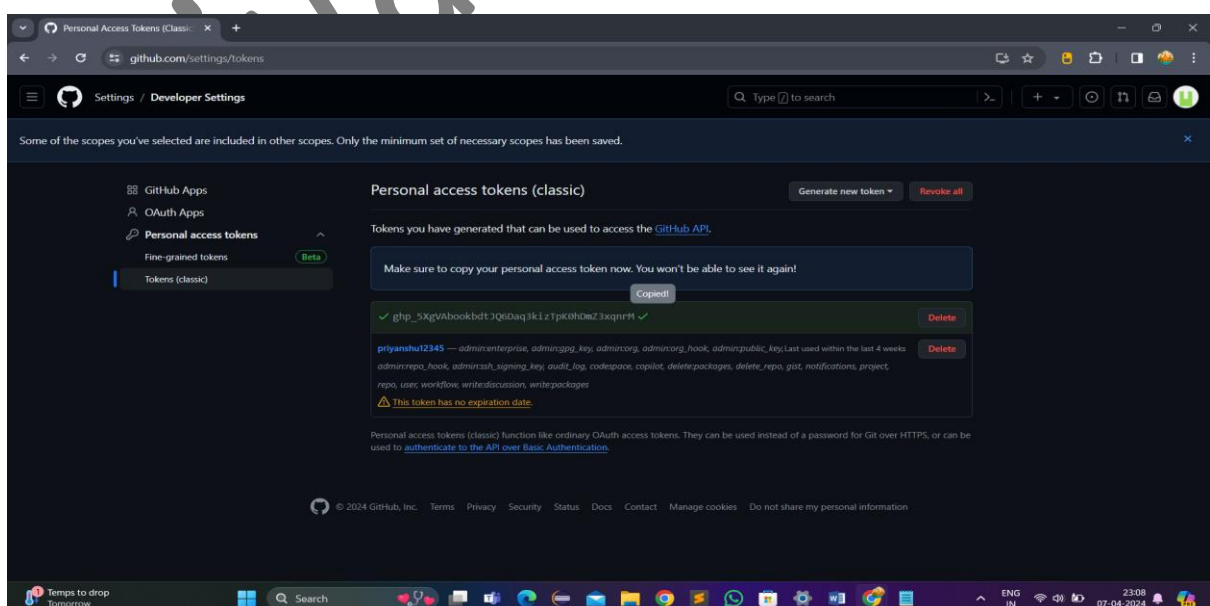 Personal Access Tokens (Classic
github.com/settings/tokens
Settings / Developer Settings
Type / to search
Some of the scopes you've selected are included in other scopes. Only the minimum set of necessary scopes has been saved.
GitHub Apps
OAuth Apps
Personal access tokens
Fine-grained tokens Beta
Tokens (classic)
Personal access tokens (classic)
Generate new token
Revoke all
Tokens you have generated that can be used to access the GitHub API.
Make sure to copy your personal access token now. You won't be able to see it again!
Copied!
Delete
priyanshu12345 — admin:enterprise, admin:gpg_key, admin:org, admin:org_hook, admin:public_key, Last used within the last 4 weeks Delete
admin:repo_hook, admin:ssh_signing_key, audit_log, codespace, copilot, delete:packages, delete_repo, gist, notifications, project,
repo, user, workflow, write:discussion, write:packages
This token has no expiration date.
Personal access tokens (classic) function like ordinary OAuth access tokens. They can be used instead of a password for Git over HTTPS, or can be
used to authenticate to the API over Basic Authentication.
© 2024 GitHub, Inc. Terms Privacy Security Status Docs Contact Manage cookies Do not share my personal information
Temps to drop
Tomorrow
Search
ENG
IN
23:08
07-04-2024